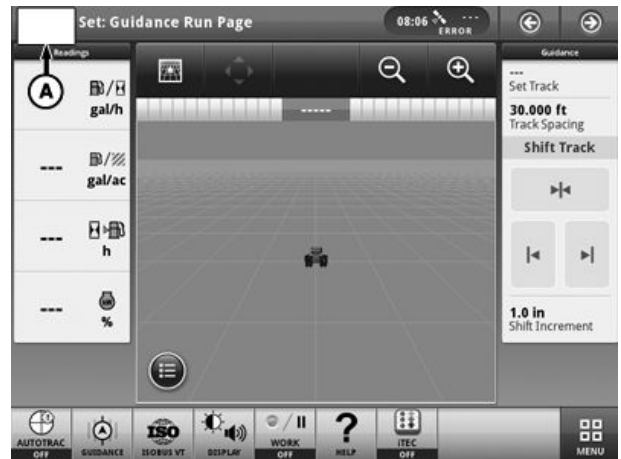 Set: Guidance Run Page
08:06
---
ERROR
Readings
Guidance
A
gal/h
---
gal/ac
---
h
---
%
-----
---
Set Track
30.000 ft
Track Spacing
Shift Track
1.0 in
Shift Increment
AUTOTRAC
OFF
GUIDANCE
ISO
ISOBUS VT
DISPLAY
WORK
OFF
?
HELP
iTEC
OFF
MENU